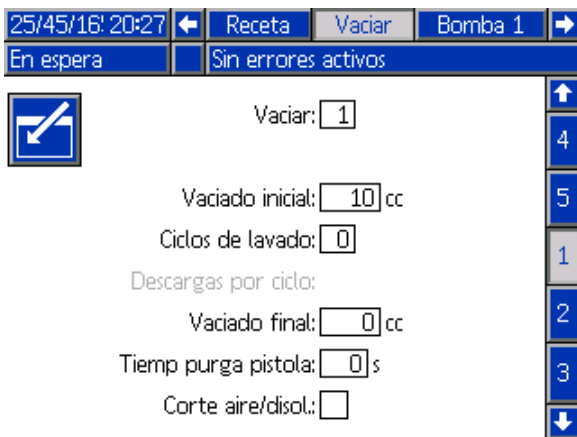 25/45/16' 20:27 Receta Vaciar Bomba 1
En espera Sin errores activos
Vaciar: 1
4
Vaciado inicial: 10 cc
5
Ciclos de lavado: 0
1
Descargas por ciclo:
Vaciado final: 0 cc
2
Tiemp purga pistola: 0 s
3
Corte aire/disol.: